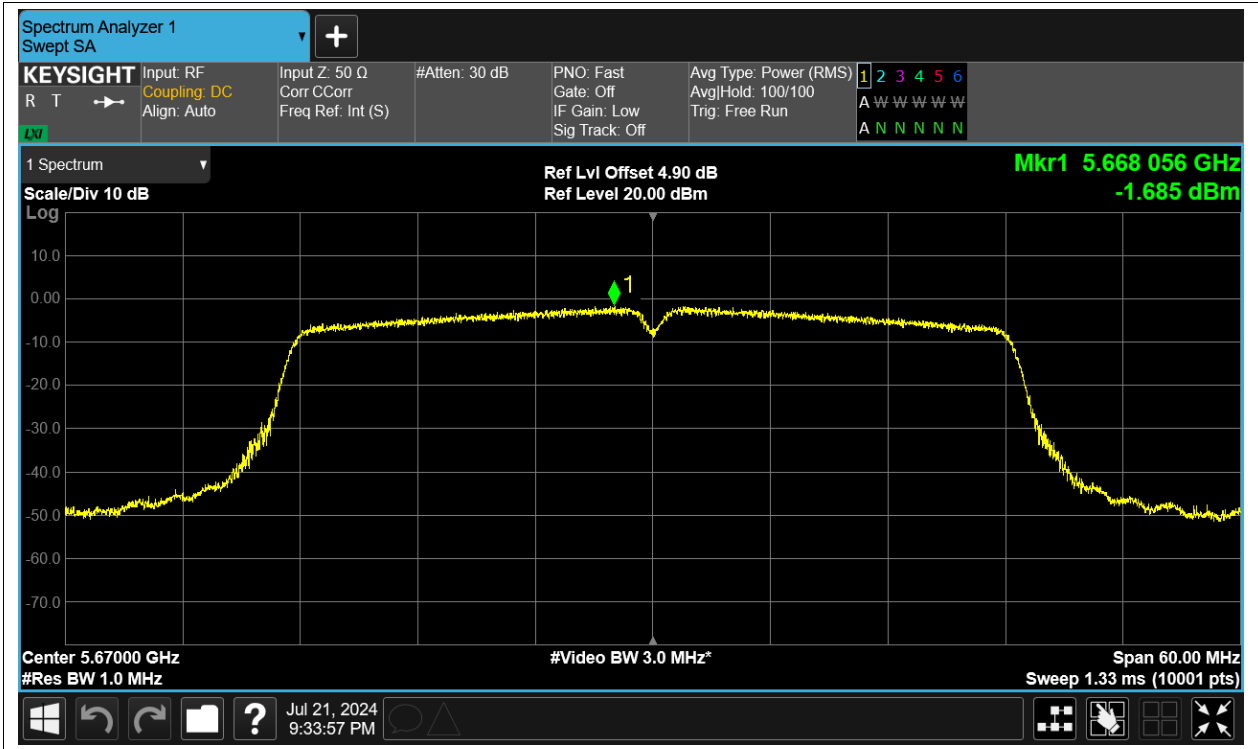 Spectrum Analyzer 1
Swept SA
+
KEYSIGHT
R T
LXI
Input: RF
Coupling: DC
Align: Auto
Input Z: 50 Ω
Corr CCorr
Freq Ref: Int (S)
#Atten: 30 dB
PNO: Fast
Gate: Off
IF Gain: Low
Sig Track: Off
Avg Type: Power (RMS)
Avg|Hold: 100/100
Trig: Free Run
1 2 3 4 5 6
A W W W W W
A N N N N N
1 Spectrum
Scale/Div 10 dB
Log
Ref Lvl Offset 4.90 dB
Ref Level 20.00 dBm
Mkr1 5.668 056 GHz
-1.685 dBm
10.0
0.00
-10.0
-20.0
-30.0
-40.0
-50.0
-60.0
-70.0
1
Center 5.67000 GHz
#Res BW 1.0 MHz
#Video BW 3.0 MHz*
Span 60.00 MHz
Sweep 1.33 ms (10001 pts)
?
Jul 21, 2024
9:33:57 PM